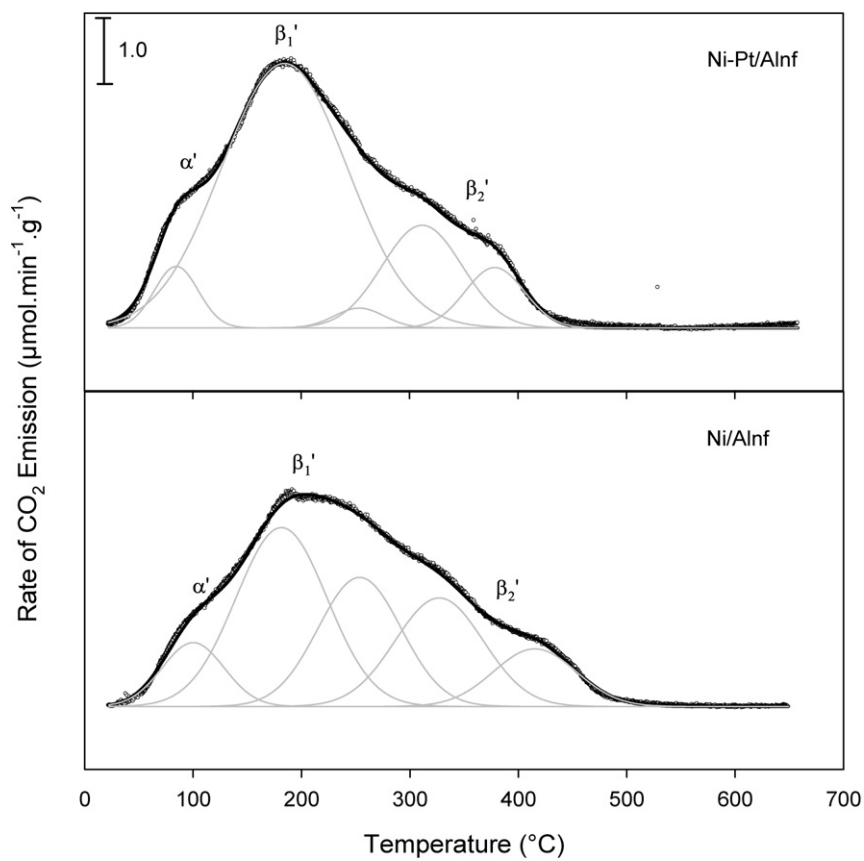 1.0
β₁'
Ni-Pt/Alnf
α'
β₂'
Rate of CO₂ Emission (μmol.min⁻¹.g⁻¹)
β₁'
Ni/Alnf
α'
β₂'
0 100 200 300 400 500 600 700
Temperature (°C)